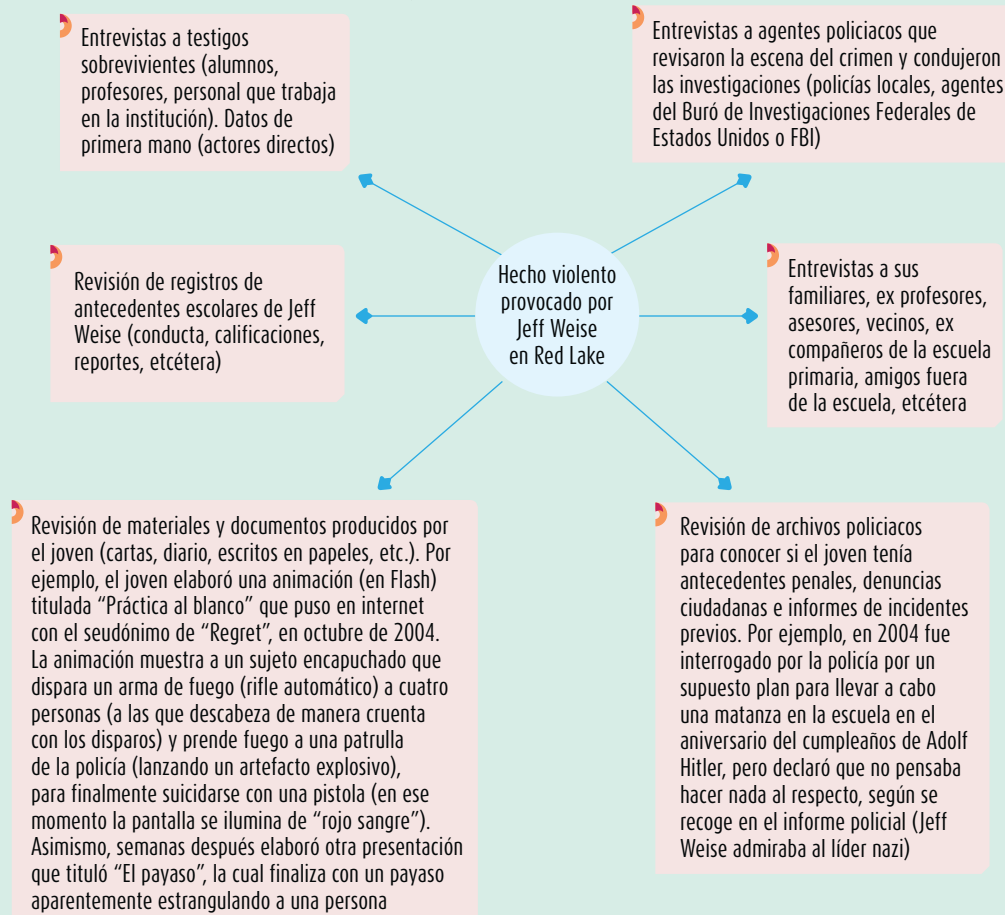 Entrevistas a testigos
sobrevivientes (alumnos,
profesores, personal que trabaja
en la institución). Datos de
primera mano (actores directos)
Entrevistas a agentes policiacos que
revisaron la escena del crimen y condujeron
las investigaciones (policías locales, agentes
del Buró de Investigaciones Federales de
Estados Unidos o FBI)
Revisión de registros de
antecedentes escolares de Jeff
Weise (conducta, calificaciones,
reportes, etcétera)
Hecho violento
provocado por
Jeff Weise
en Red Lake
Entrevistas a sus
familiares, ex profesores,
asesores, vecinos, ex
compañeros de la escuela
primaria, amigos fuera
de la escuela, etcétera
Revisión de materiales y documentos producidos por
el joven (cartas, diario, escritos en papeles, etc.). Por
ejemplo, el joven elaboró una animación (en Flash)
titulada “Práctica al blanco” que puso en internet
con el seudónimo de “Regret”, en octubre de 2004.
La animación muestra a un sujeto encapuchado que
dispara un arma de fuego (rifle automático) a cuatro
personas (a las que descabeza de manera cruenta
con los disparos) y prende fuego a una patrulla
de la policía (lanzando un artefacto explosivo),
para finalmente suicidarse con una pistola (en ese
momento la pantalla se ilumina de “rojo sangre”).
Asimismo, semanas después elaboró otra presentación
que tituló “El payaso”, la cual finaliza con un payaso
aparentemente estrangulando a una persona
Revisión de archivos policiacos
para conocer si el joven tenía
antecedentes penales, denuncias
ciudadanas e informes de incidentes
previos. Por ejemplo, en 2004 fue
interrogado por la policía por un
supuesto plan para llevar a cabo
una matanza en la escuela en el
aniversario del cumpleaños de Adolf
Hitler, pero declaró que no pensaba
hacer nada al respecto, según se
recoge en el informe policial (Jeff
Weise admiraba al líder nazi)